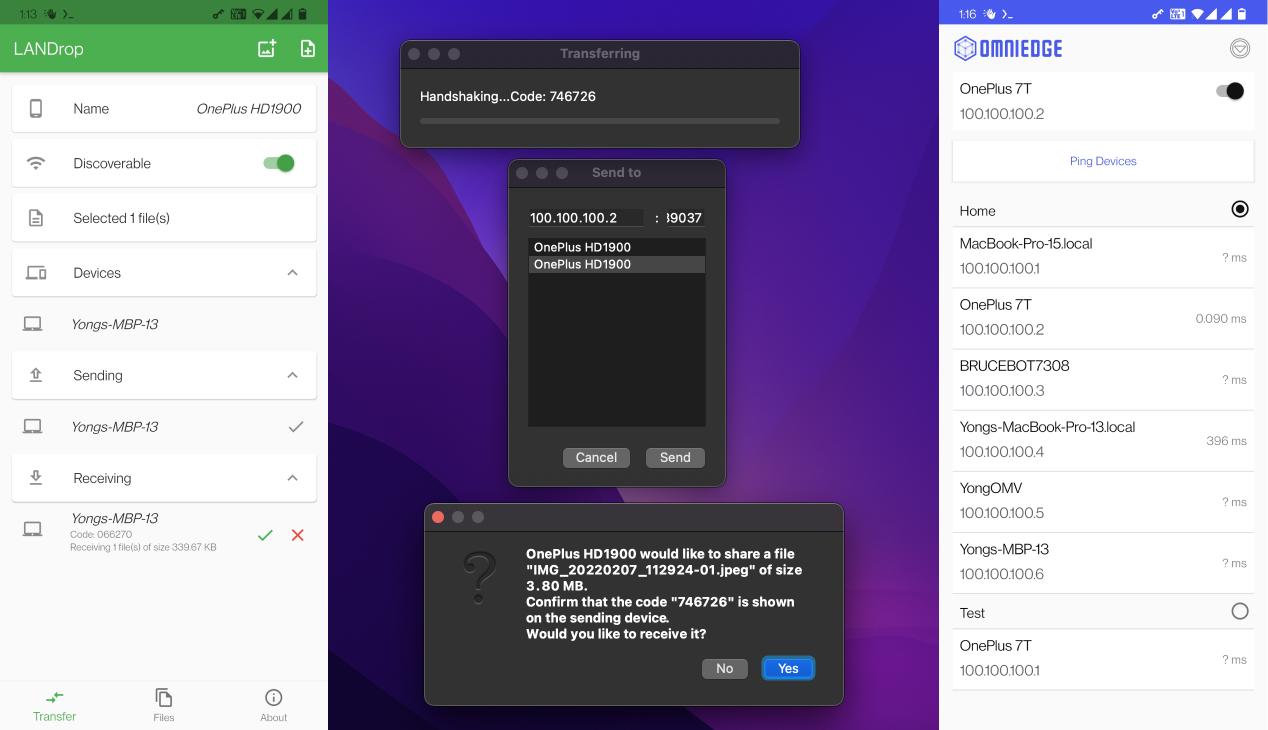 1:13
LANDrop
Name
OnePlus HD1900
Discoverable
Selected 1 file(s)
Devices
Yongs-MBP-13
Sending
Yongs-MBP-13
Receiving
Yongs-MBP-13
Code: 066270
Receiving 1 file(s) of size 339.67 KB
Transfer
Files
About
Transferring
Handshaking...Code: 746726
Send to
100.100.100.2 : 39037
OnePlus HD1900
OnePlus HD1900
Cancel
Send
OnePlus HD1900 would like to share a file
"IMG_20220207_112924-01.jpeg" of size
3.80 MB.
Confirm that the code "746726" is shown
on the sending device.
Would you like to receive it?
No
Yes
1:16
OMNIEDGE
OnePlus 7T
100.100.100.2
Ping Devices
Home
MacBook-Pro-15.local
100.100.100.1
? ms
OnePlus 7T
100.100.100.2
0.090 ms
BRUCEBOT7308
100.100.100.3
? ms
Yongs-MacBook-Pro-13.local
100.100.100.4
396 ms
YongOMV
100.100.100.5
? ms
Yongs-MBP-13
100.100.100.6
? ms
Test
OnePlus 7T
100.100.100.1
? ms